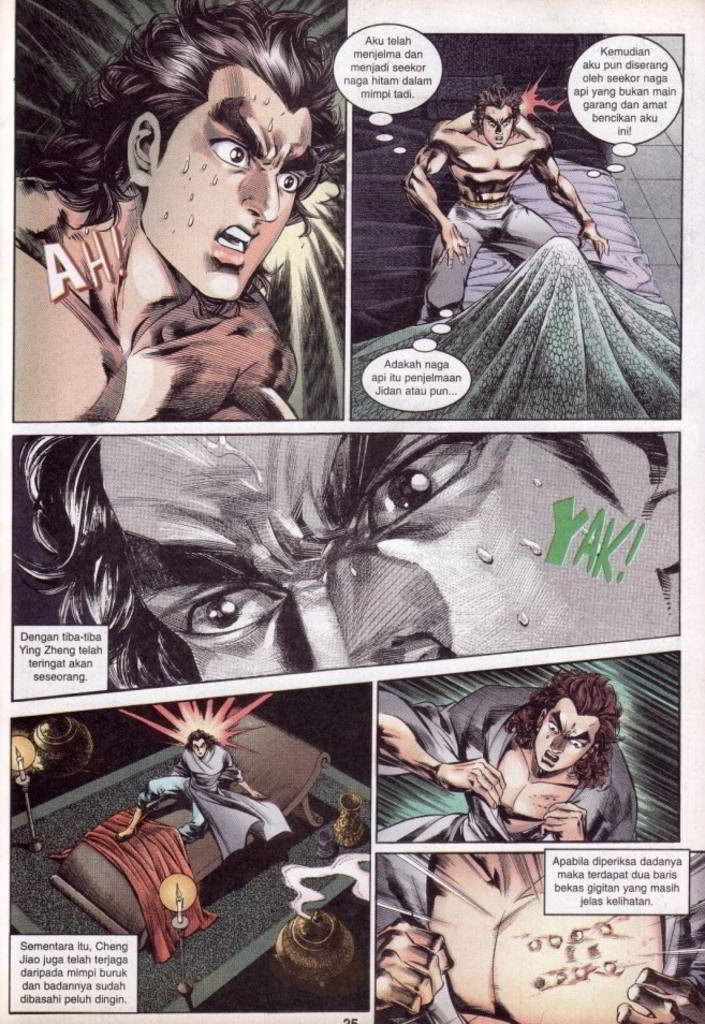 AH!
Aku telah
menjelma dan
menjadi seekor
naga hitam dalam
mimpi tadi.
Kemudian
aku pun diserang
oleh seekor naga
api yang bukan main
garang dan amat
bencikan aku
ini!
Adakah naga
api itu penjelmaan
Jidan atau pun...
YAK!
Dengan tiba-tiba
Ying Zheng telah
teringat akan
seseorang.
Sementara itu, Cheng
Jiao juga telah terjaga
daripada mimpi buruk
dan badannya sudah
dibasahi peluh dingin.
Apabila diperiksa dadanya
maka terdapat dua baris
bekas gigitan yang masih
jelas kelihatan.
25